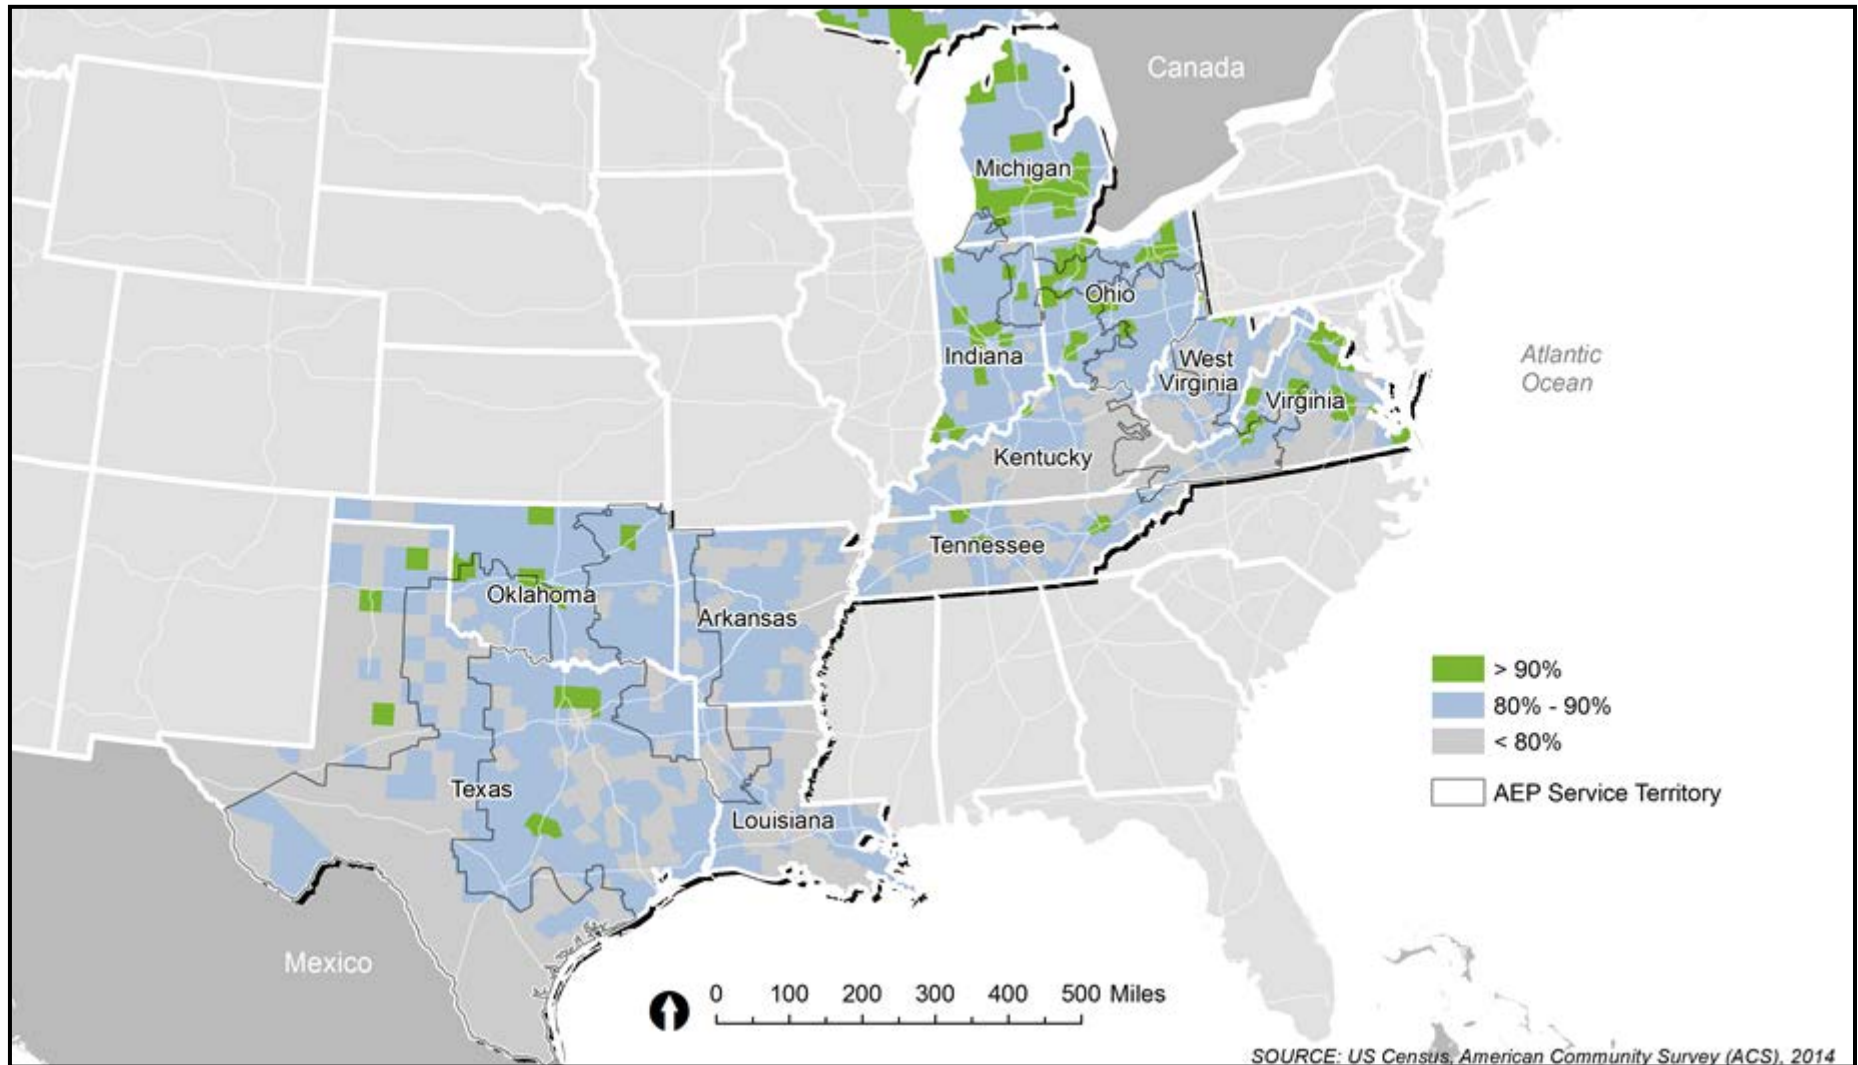 Canada
Michigan
Ohio
Indiana
West
Virginia
Virginia
Atlantic
Ocean
Kentucky
Tennessee
Oklahoma
Arkansas
Texas
Louisiana
Mexico
> 90%
80% - 90%
< 80%
AEP Service Territory
0 100 200 300 400 500 Miles
SOURCE: US Census, American Community Survey (ACS), 2014